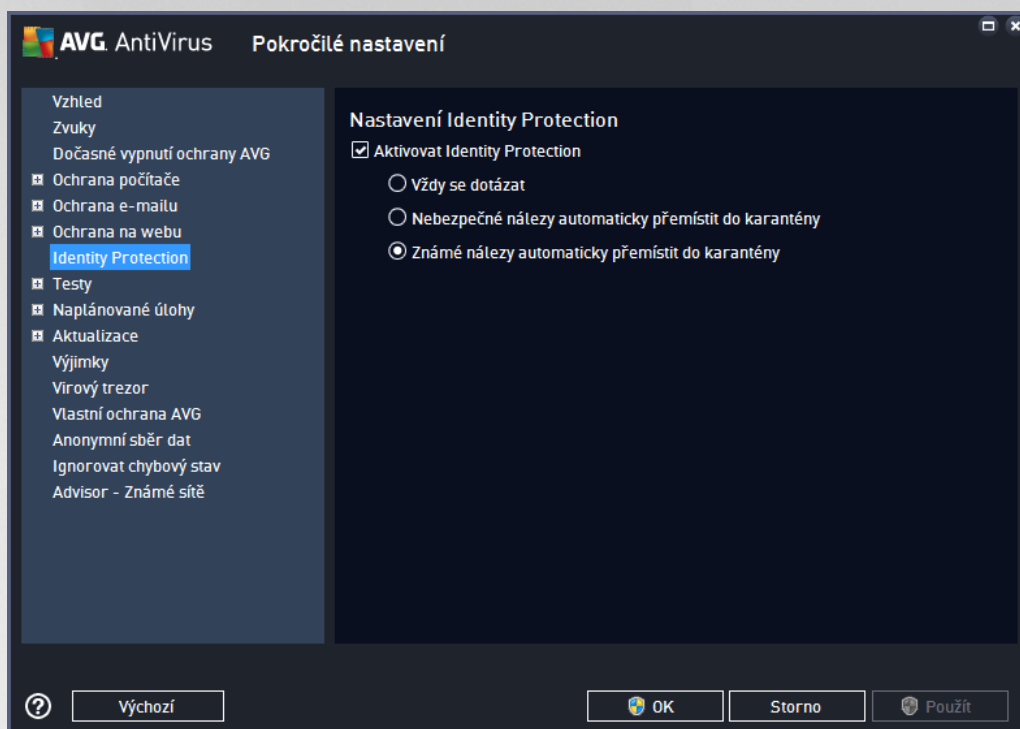 AVG. AntiVirus Pokročilé nastavení
Vzhled
Zvuky
Dočasné vypnutí ochrany AVG
Ochrana počítače
Ochrana e-mailu
Ochrana na webu
Identity Protection
Testy
Naplánované úlohy
Aktualizace
Výjimky
Virový trezor
Vlastní ochrana AVG
Anonymní sběr dat
Ignorovat chybový stav
Advisor - Známé sítě
Nastavení Identity Protection
Aktivovat Identity Protection
Vždy se dotázat
Nebezpečné nálezy automaticky přemístit do karantény
Známé nálezy automaticky přemístit do karantény
? Výchozí OK Storno Použít